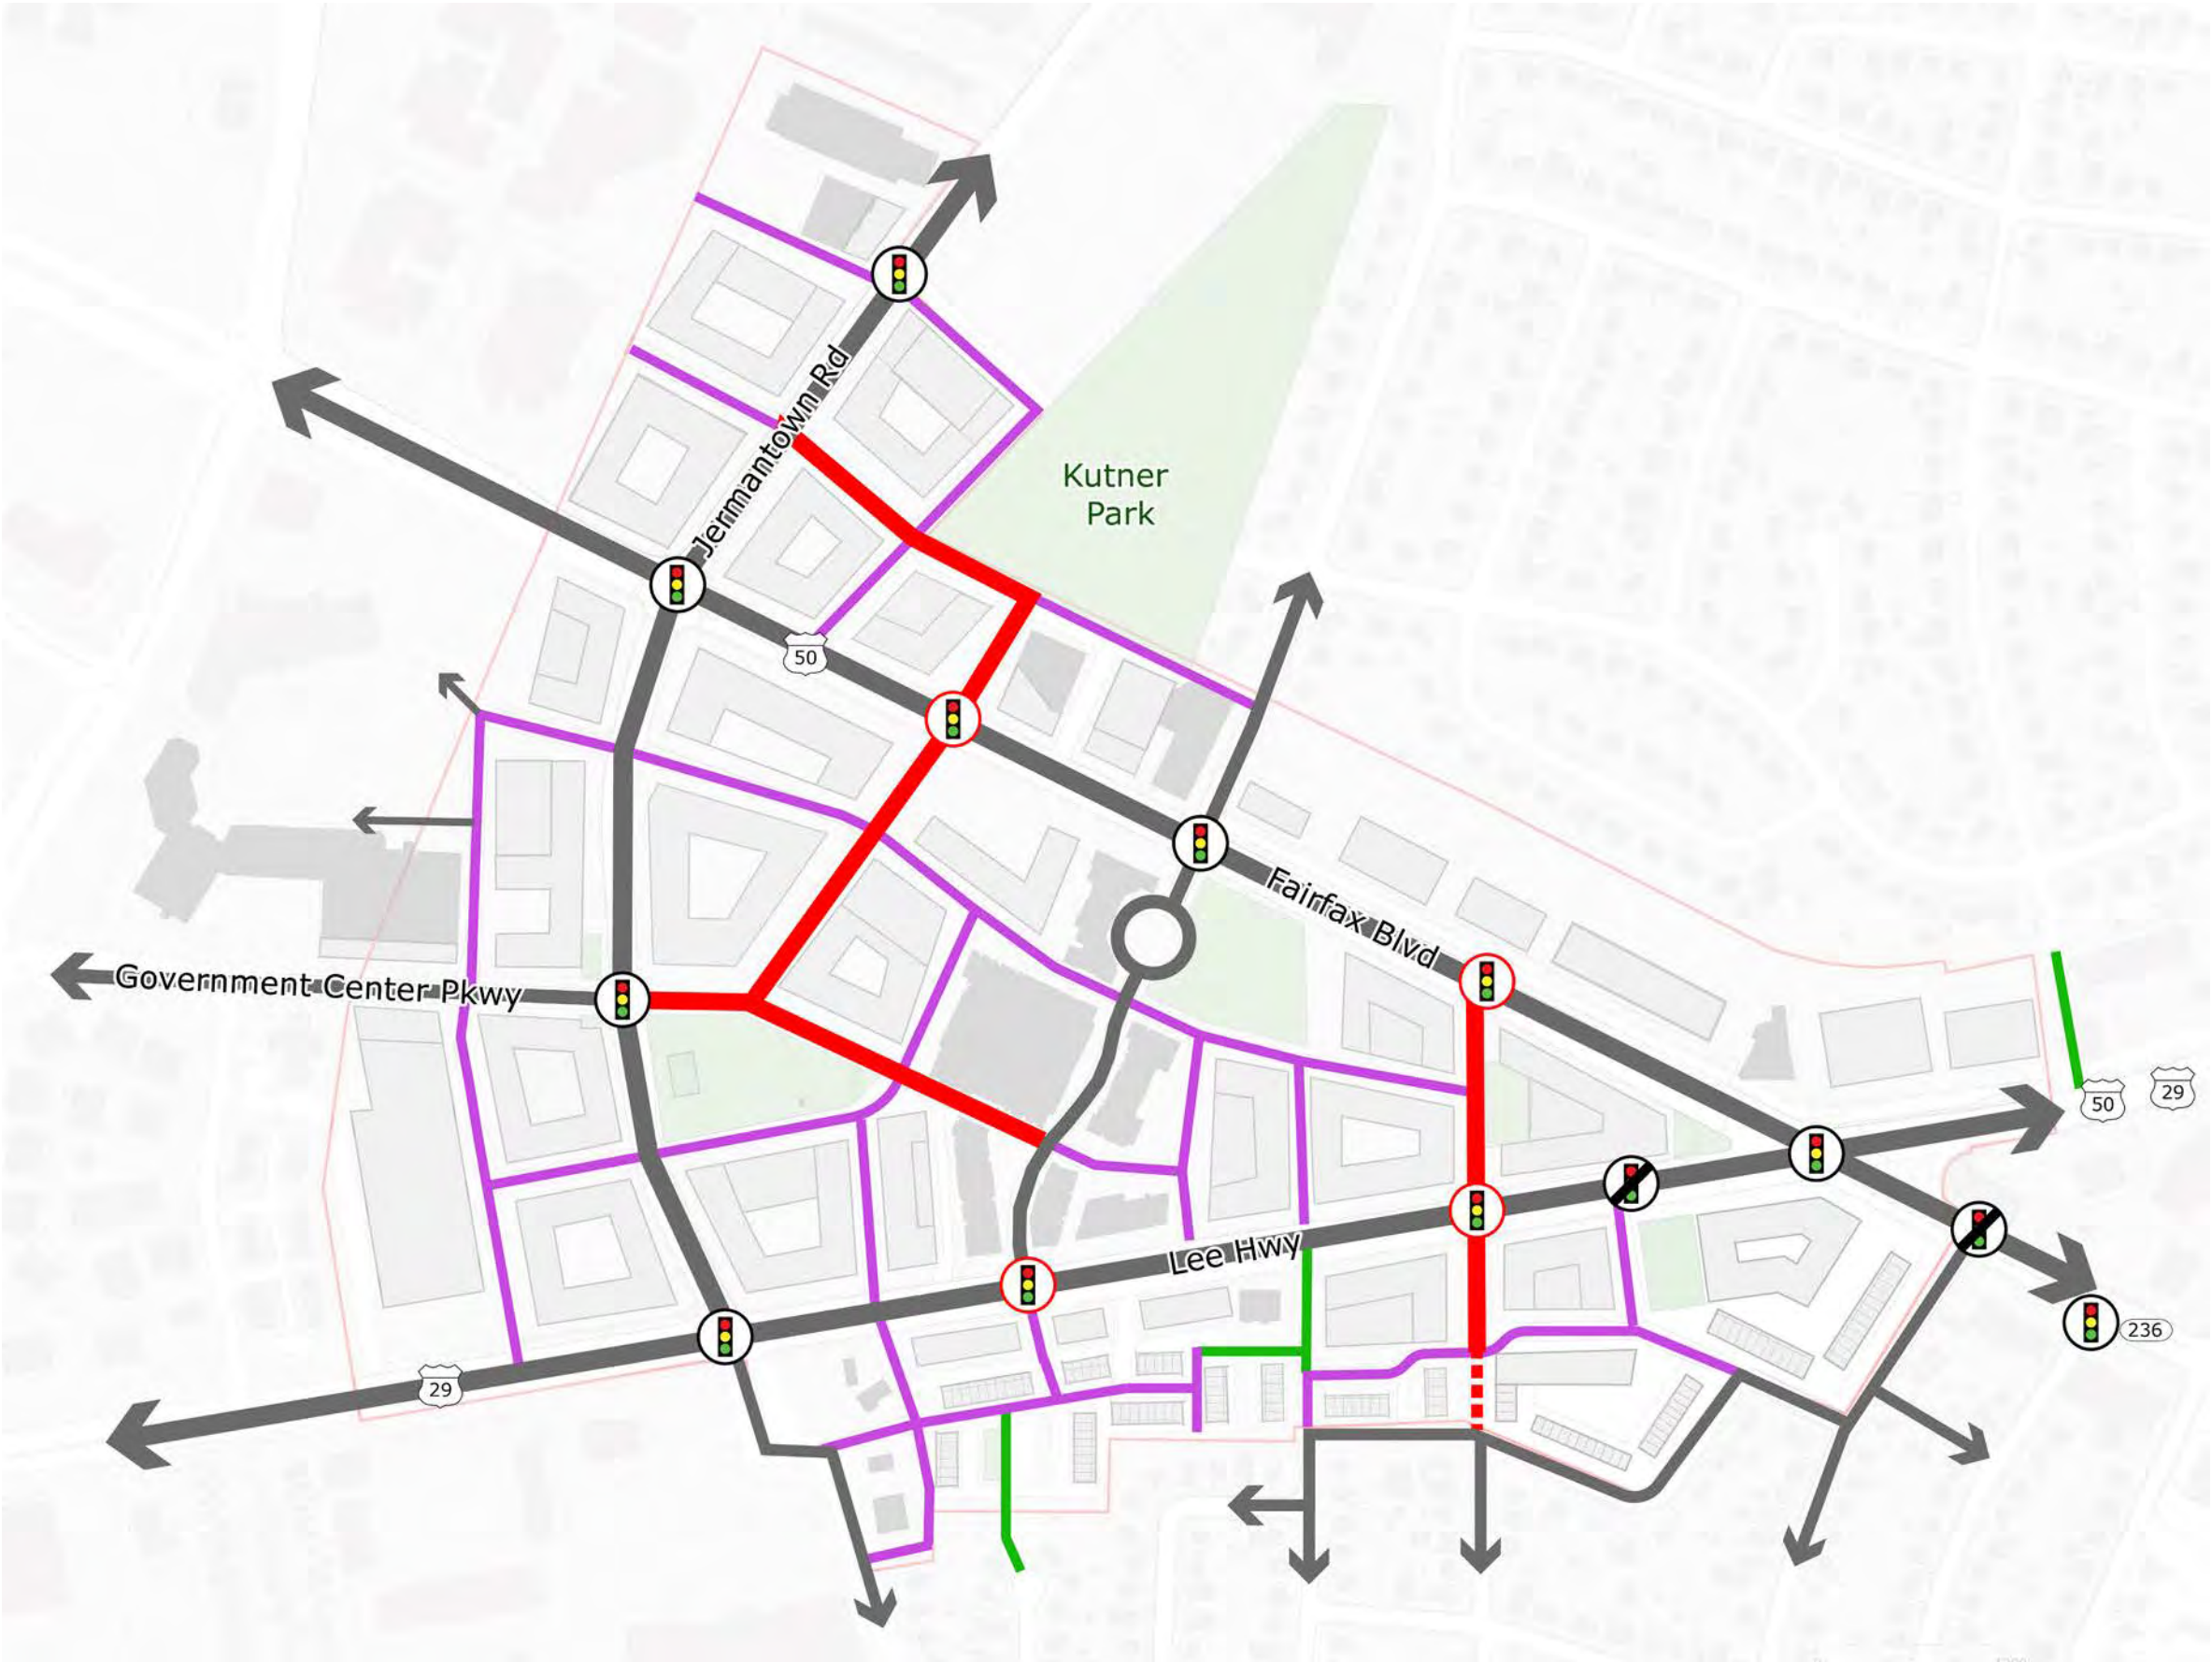 Kutner
Park
Jermantown Rd
50
Fairfax Blvd
Government Center Pkwy
50
29
Lee Hwy
236
29